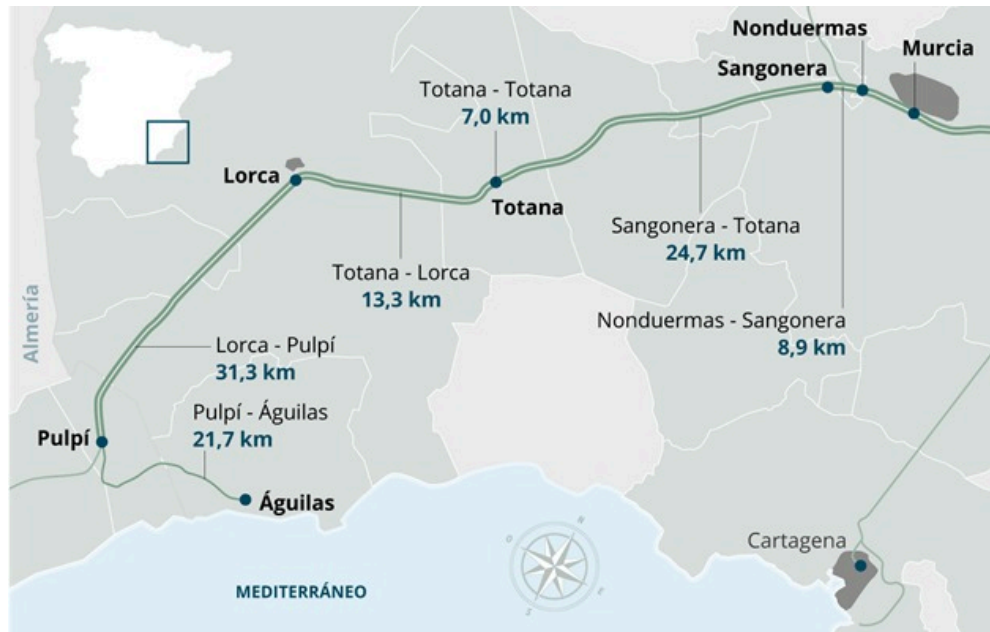 Nonduermas
Murcia
Sangonera
Totana - Totana
7,0 km
Lorca
Totana
Sangonera - Totana
24,7 km
Totana - Lorca
13,3 km
Almería
Nonduermas - Sangonera
8,9 km
Lorca - Pulpí
31,3 km
Pulpí - Águilas
21,7 km
Pulpí
Águilas
N
O
E
S
Cartagena
MEDITERRÁNEO